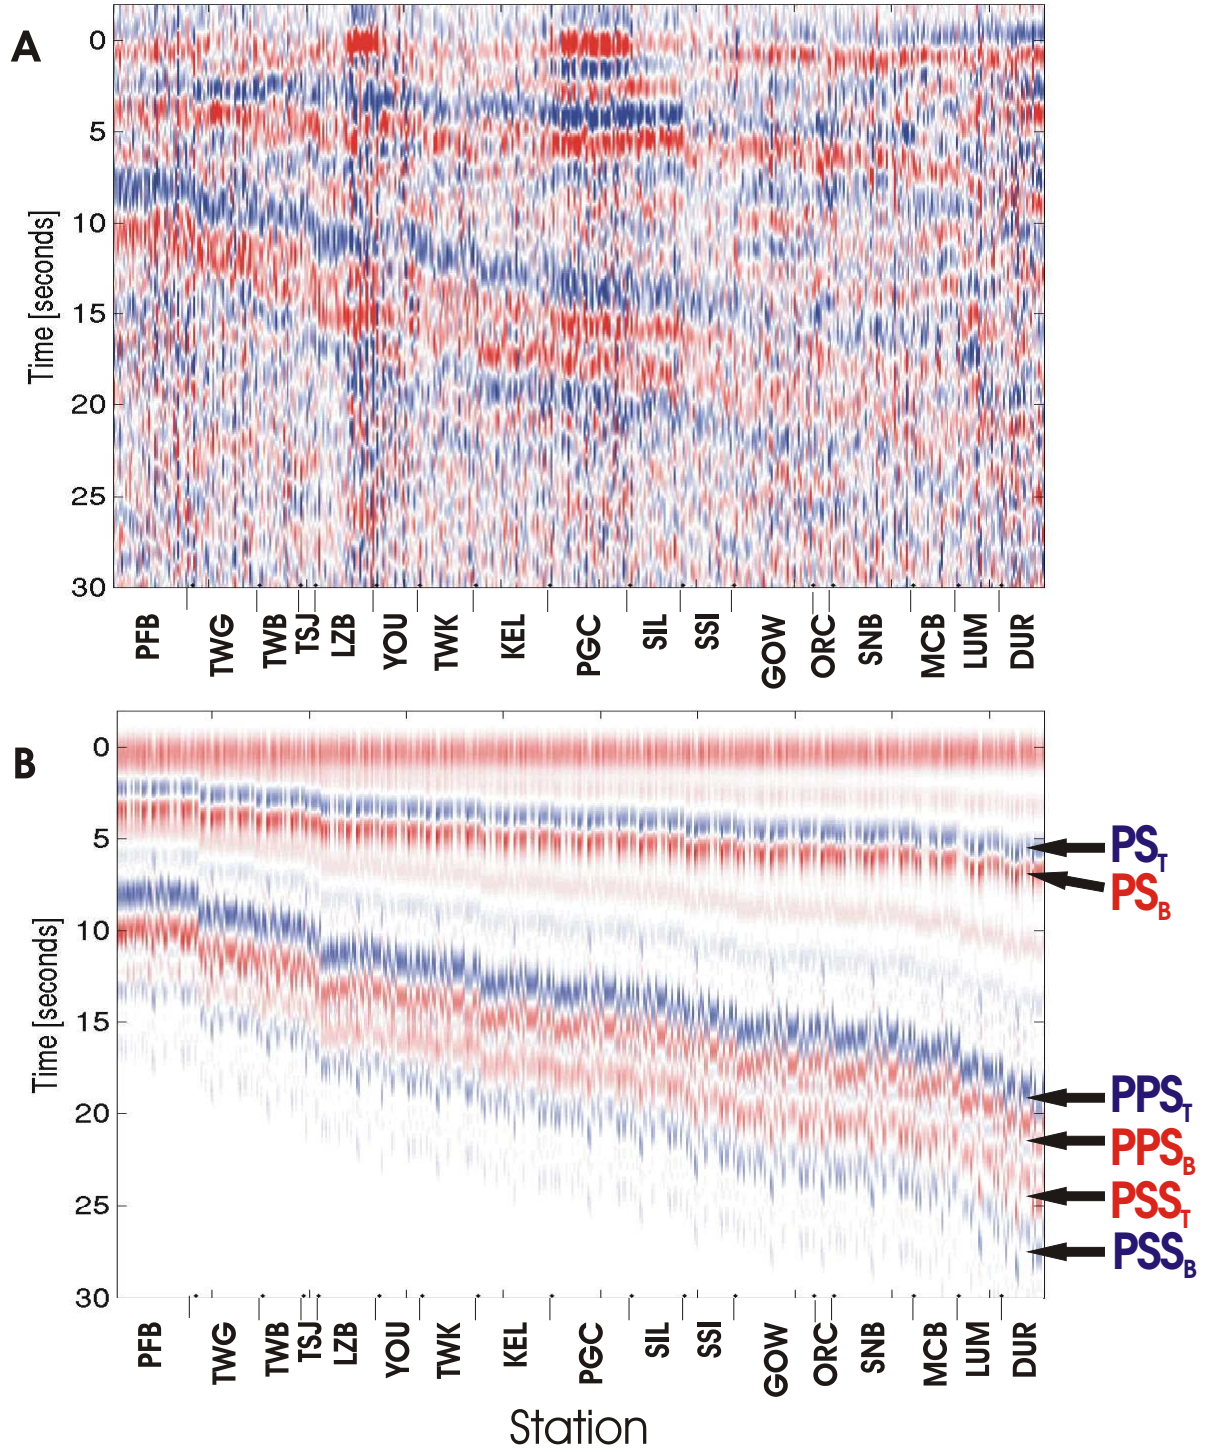 A
0
5
10
15
20
25
30
Time [seconds]
PFB TWG TWB TSJ LZB YOU TWK KEL PGC SIL SSI GOW ORC SNB MCB LUM DUR
B
0
5
10
15
20
25
30
Time [seconds]
PST
PSB
PPST
PPSB
PSST
PSSB
PFB TWG TWB TSJ LZB YOU TWK KEL PGC SIL SSI GOW ORC SNB MCB LUM DUR
Station